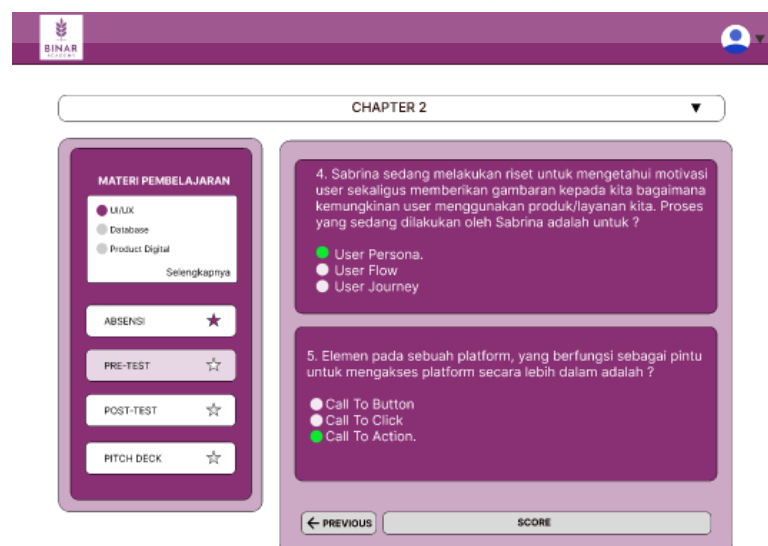 BINAR
ACADEMY
CHAPTER 2
MATERI PEMBELAJARAN
UI/UX
Database
Product Digital
Selengkapnya
ABSENSI
PRE-TEST
POST-TEST
PITCH DECK
4. Sabrina sedang melakukan riset untuk mengetahui motivasi
user sekaligus memberikan gambaran kepada kita bagaimana
kemungkinan user menggunakan produk/layanan kita. Proses
yang sedang dilakukan oleh Sabrina adalah untuk ?
User Persona.
User Flow
User Journey
5. Elemen pada sebuah platform, yang berfungsi sebagai pintu
untuk mengakses platform secara lebih dalam adalah ?
Call To Button
Call To Click
Call To Action.
← PREVIOUS
SCORE